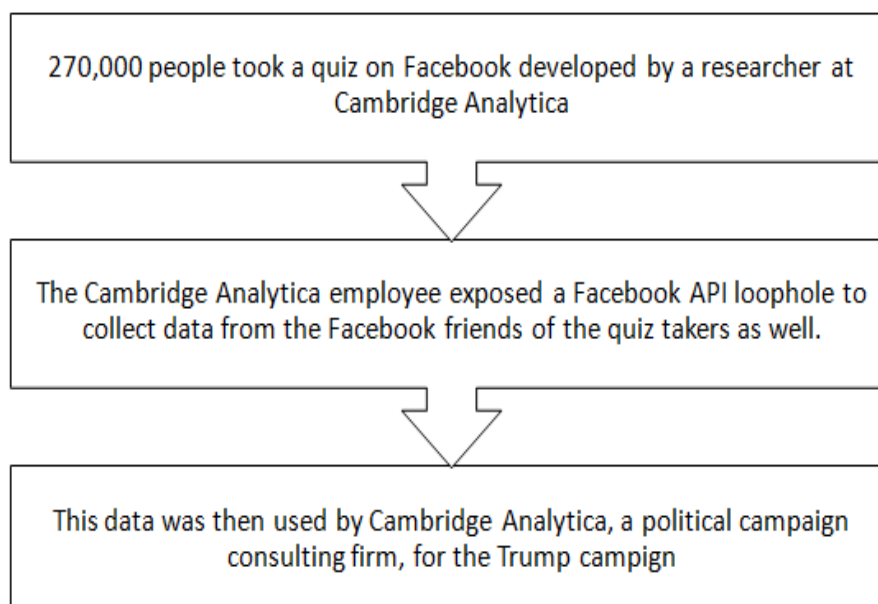 270,000 people took a quiz on Facebook developed by a researcher at
Cambridge Analytica
The Cambridge Analytica employee exposed a Facebook API loophole to
collect data from the Facebook friends of the quiz takers as well.
This data was then used by Cambridge Analytica, a political campaign
consulting firm, for the Trump campign